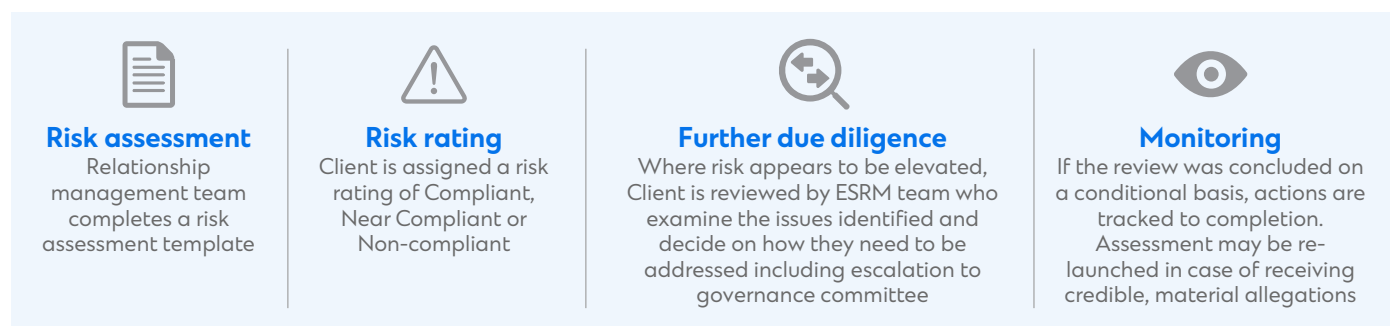 Risk assessment
Relationship
management team
completes a risk
assessment template
Risk rating
Client is assigned a risk
rating of Compliant,
Near Compliant or
Non-compliant
Further due diligence
Where risk appears to be elevated,
Client is reviewed by ESRM team who
examine the issues identified and
decide on how they need to be
addressed including escalation to
governance committee
Monitoring
If the review was concluded on
a conditional basis, actions are
tracked to completion.
Assessment may be re-
launched in case of receiving
credible, material allegations